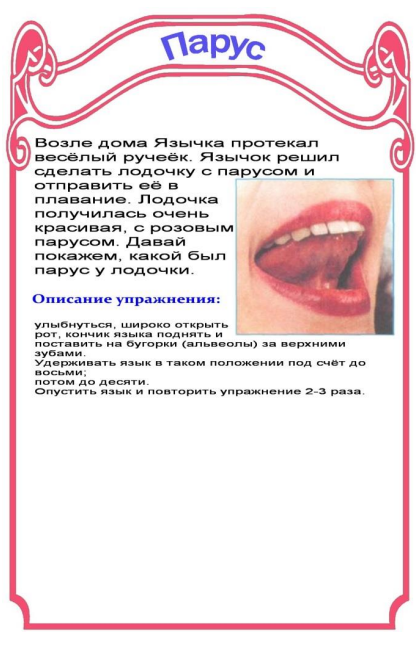 Парус
Возле дома Язычка протекал
весёлый ручеёк. Язычок решил
сделать лодочку с парусом и
отправить её в
плавание. Лодочка
получилась очень
красивая, с розовым
парусом. Давай
покажем, какой был
парус у лодочки.
Описание упражнения:
улыбнуться, широко открыть
рот, кончик языка поднять и
поставить на бугорки (альвеолы) за верхними
зубами.
Удерживать язык в таком положении под счёт до
восьми;
потом до десяти.
Опустить язык и повторить упражнение 2-3 раза.